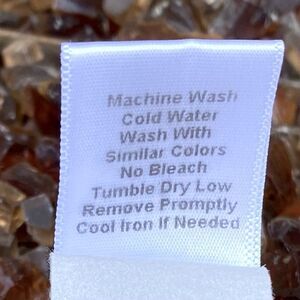 Machine Wash
Cold Water
Wash With
Similar Colors
No Bleach
Tumble Dry Low
Remove Promptly
Cool Iron If Needed